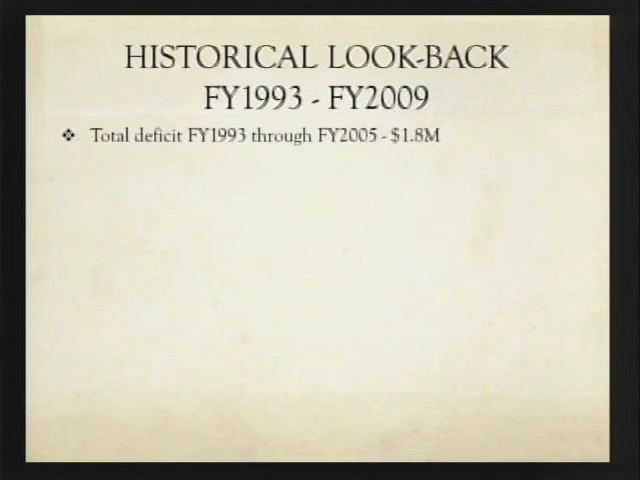 HISTORICAL LOOK-BACK
FY1993 - FY2009
❖ Total deficit FY1993 through FY2005 - $1.8M